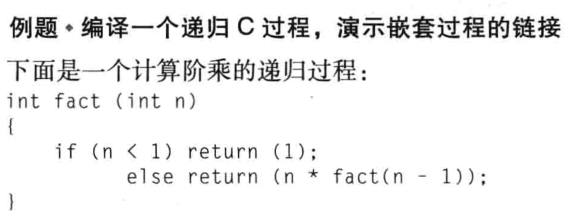 例题·编译一个递归 C 过程，演示嵌套过程的链接
下面是一个计算阶乘的递归过程：
int fact (int n)
{
    if (n < 1) return (1);
          else return (n * fact(n - 1));
}